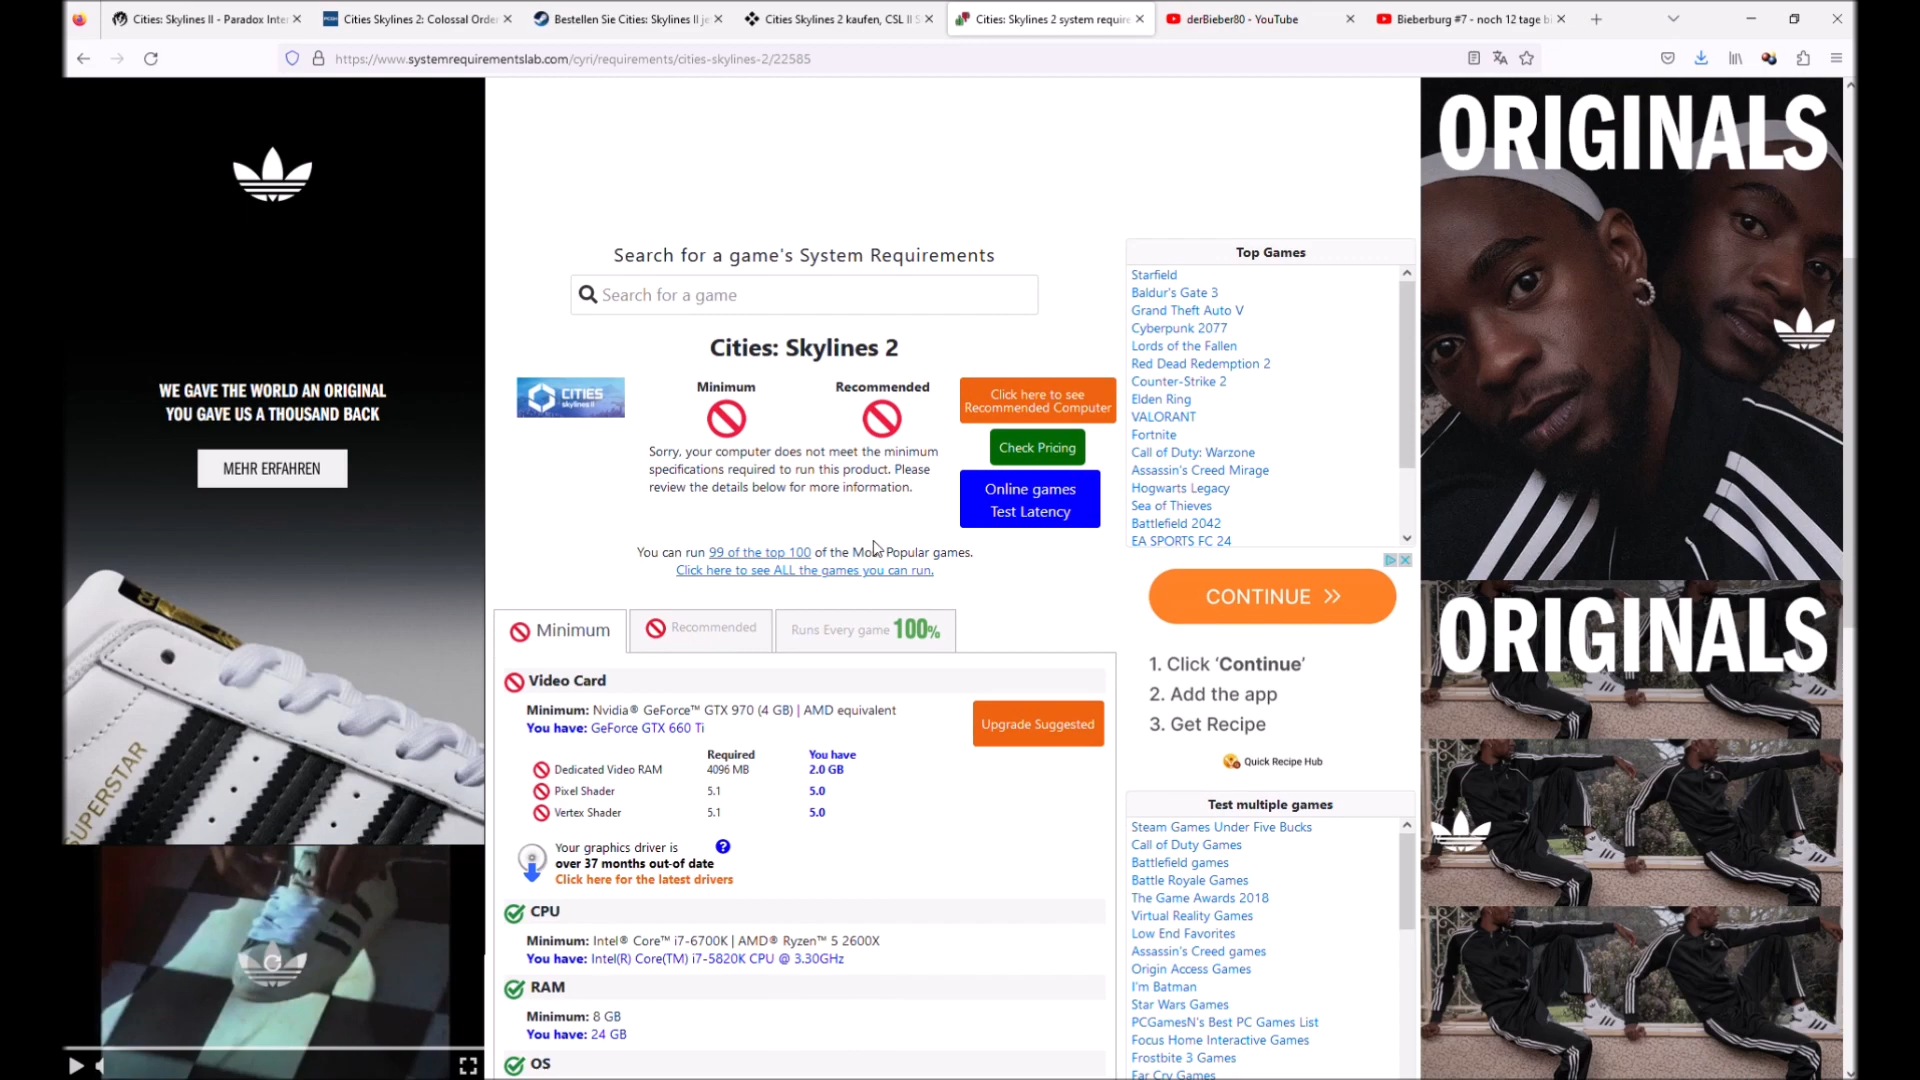 Cities: Skylines II - Paradox Inter
Cities Skylines 2: Colossal Order
Bestellen Sie Cities: Skylines II je
Cities Skylines 2 kaufen, CSL II S
Cities: Skylines 2 system require
derBieber80 - YouTube
Bieberburg #7 - noch 12 tage bi
https://www.systemrequirementslab.com/cyri/requirements/cities-skylines-2/22585
WE GAVE THE WORLD AN ORIGINAL
YOU GAVE US A THOUSAND BACK
MEHR ERFAHREN
SUPERSTAR
Search for a game's System Requirements
Search for a game
Cities: Skylines 2
CITIES
skylines II
Minimum
Recommended
Sorry, your computer does not meet the minimum
specifications required to run this product. Please
review the details below for more information.
Click here to see
Recommended Computer
Check Pricing
Online games
Test Latency
You can run 99 of the top 100 of the Most Popular games.
Click here to see ALL the games you can run.
Minimum
Recommended
Runs Every game 100%
Video Card
Minimum: Nvidia® GeForce™ GTX 970 (4 GB) | AMD equivalent
You have: GeForce GTX 660 Ti
Upgrade Suggested
Required You have
Dedicated Video RAM 4096 MB 2.0 GB
Pixel Shader 5.1 5.0
Vertex Shader 5.1 5.0
Your graphics driver is
over 37 months out-of date
Click here for the latest drivers
CPU
Minimum: Intel® Core™ i7-6700K | AMD® Ryzen™ 5 2600X
You have: Intel(R) Core(TM) i7-5820K CPU @ 3.30GHz
RAM
Minimum: 8 GB
You have: 24 GB
OS
Top Games
Starfield
Baldur's Gate 3
Grand Theft Auto V
Cyberpunk 2077
Lords of the Fallen
Red Dead Redemption 2
Counter-Strike 2
Elden Ring
VALORANT
Fortnite
Call of Duty: Warzone
Assassin's Creed Mirage
Hogwarts Legacy
Sea of Thieves
Battlefield 2042
EA SPORTS FC 24
CONTINUE
1. Click 'Continue'
2. Add the app
3. Get Recipe
Quick Recipe Hub
Test multiple games
Steam Games Under Five Bucks
Call of Duty Games
Battlefield games
Battle Royale Games
The Game Awards 2018
Virtual Reality Games
Low End Favorites
Assassin's Creed games
Origin Access Games
I'm Batman
Star Wars Games
PCGamesN's Best PC Games List
Focus Home Interactive Games
Frostbite 3 Games
Far Cry Games
ORIGINALS
ORIGINALS